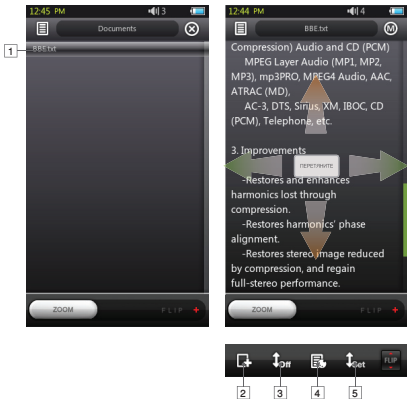 12:45 PM 3
Documents
1
BBE.txt
ZOOM FLIP +
12:44 PM 4
BBE.txt M
Compression) Audio and CD (PCM)
MPEG Layer Audio (MP1, MP2,
MP3), mp3PRO, MPEG4 Audio, AAC,
ATRAC (MD),
AC-3, DTS, Sirius, XM, IBOC, CD
(PCM), Telephone, etc.
3. Improvements
ПЕРЕТЯНИТЕ
-Restores and enhances
harmonics lost through
compression.
-Restores harmonics' phase
alignment.
-Restores stereo image reduced
by compression, and regain
full-stereo performance.
ZOOM FLIP +
Off Set FLIP
2 3 4 5